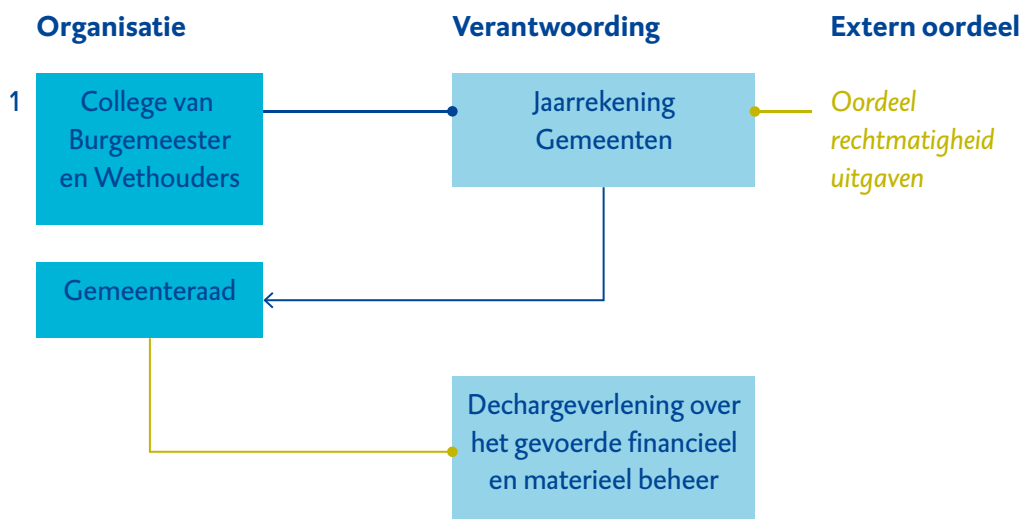 Organisatie
Verantwoording
Extern oordeel
1
College van
Burgemeester
en Wethouders
Jaarrekening
Gemeenten
Oordeel
rechtmatigheid
uitgaven
Gemeenteraad
Dechargeverlening over
het gevoerde financieel
en materieel beheer